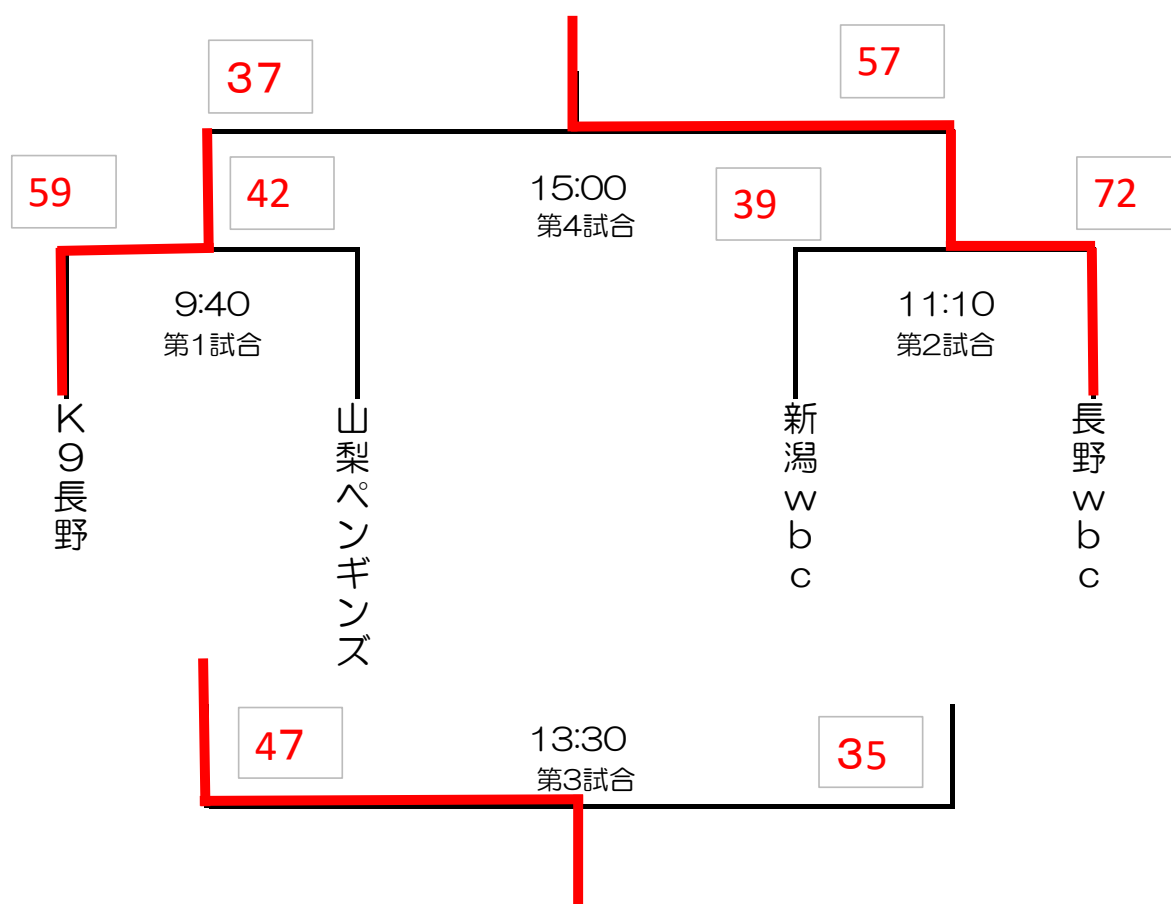 37
57
59
42
15:00
第4試合
39
72
9:40
第1試合
11:10
第2試合
K9長野
山梨ペンギンズ
新潟wbc
長野wbc
47
13:30
第3試合
35